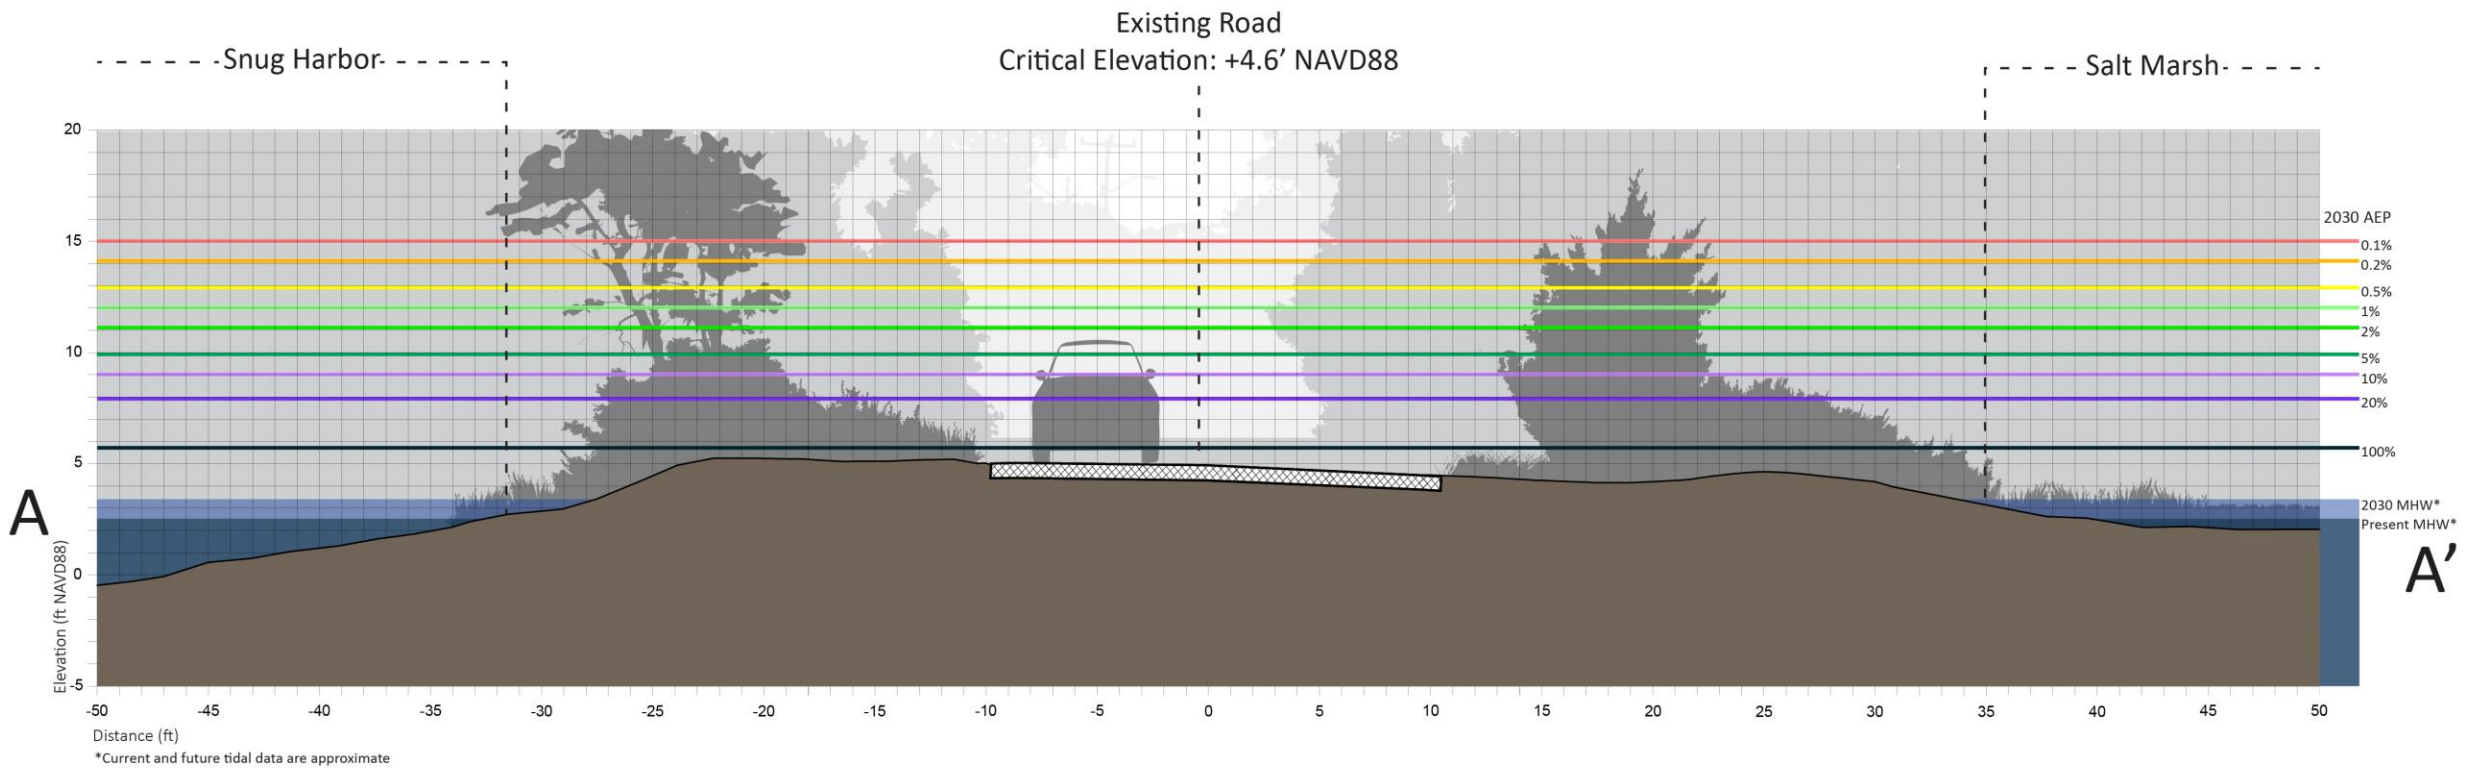 Existing Road
Critical Elevation: +4.6’ NAVD88
Snug Harbor
Salt Marsh
20
15
10
5
0
-5
Elevation (ft NAVD88)
2030 AEP
0.1%
0.2%
0.5%
1%
2%
5%
10%
20%
100%
2030 MHW*
Present MHW*
A
A’
-50 -45 -40 -35 -30 -25 -20 -15 -10 -5 0 5 10 15 20 25 30 35 40 45 50
Distance (ft)
*Current and future tidal data are approximate